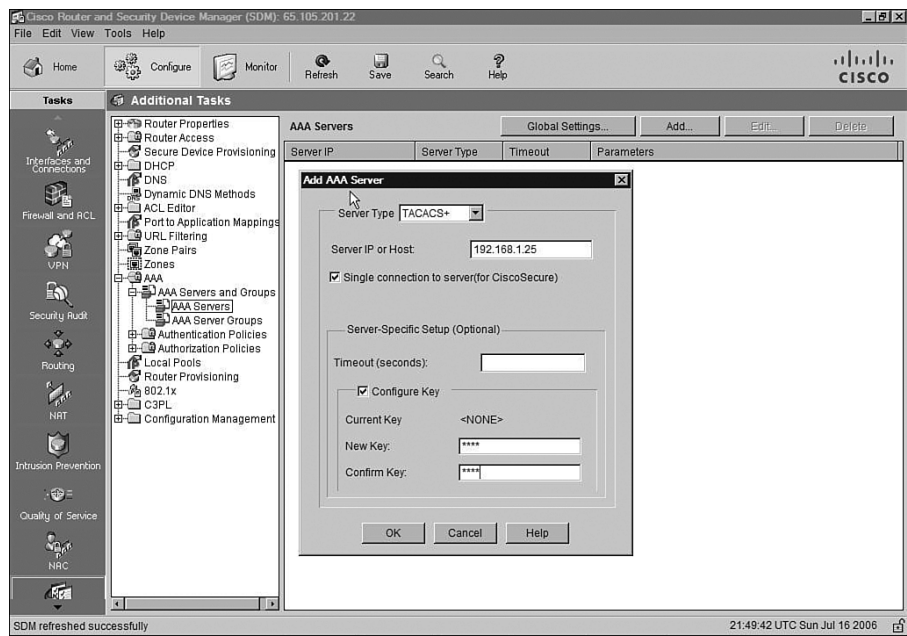 Cisco Router and Security Device Manager (SDM): 65.105.201.22
File Edit View Tools Help
Home Configure Monitor Refresh Save Search Help
CISCO
Tasks
Additional Tasks
Interfaces and Connections
Firewall and ACL
VPN
Security Audit
Routing
NAT
Intrusion Prevention
Quality of Service
NAC
Router Properties
Router Access
Secure Device Provisioning
DHCP
DNS
Dynamic DNS Methods
ACL Editor
Port to Application Mappings
URL Filtering
Zone Pairs
Zones
AAA
AAA Servers and Groups
AAA Servers
AAA Server Groups
Authentication Policies
Authorization Policies
Local Pools
Router Provisioning
802.1x
C3PL
Configuration Management
AAA Servers Global Settings... Add... Edit... Delete
Server IP Server Type Timeout Parameters
Add AAA Server
Server Type TACACS+
Server IP or Host: 192.168.1.25
Single connection to server(for CiscoSecure)
Server-Specific Setup (Optional)
Timeout (seconds):
Configure Key
Current Key <NONE>
New Key: ****
Confirm Key: ****
OK Cancel Help
SDM refreshed successfully 21:49:42 UTC Sun Jul 16 2006